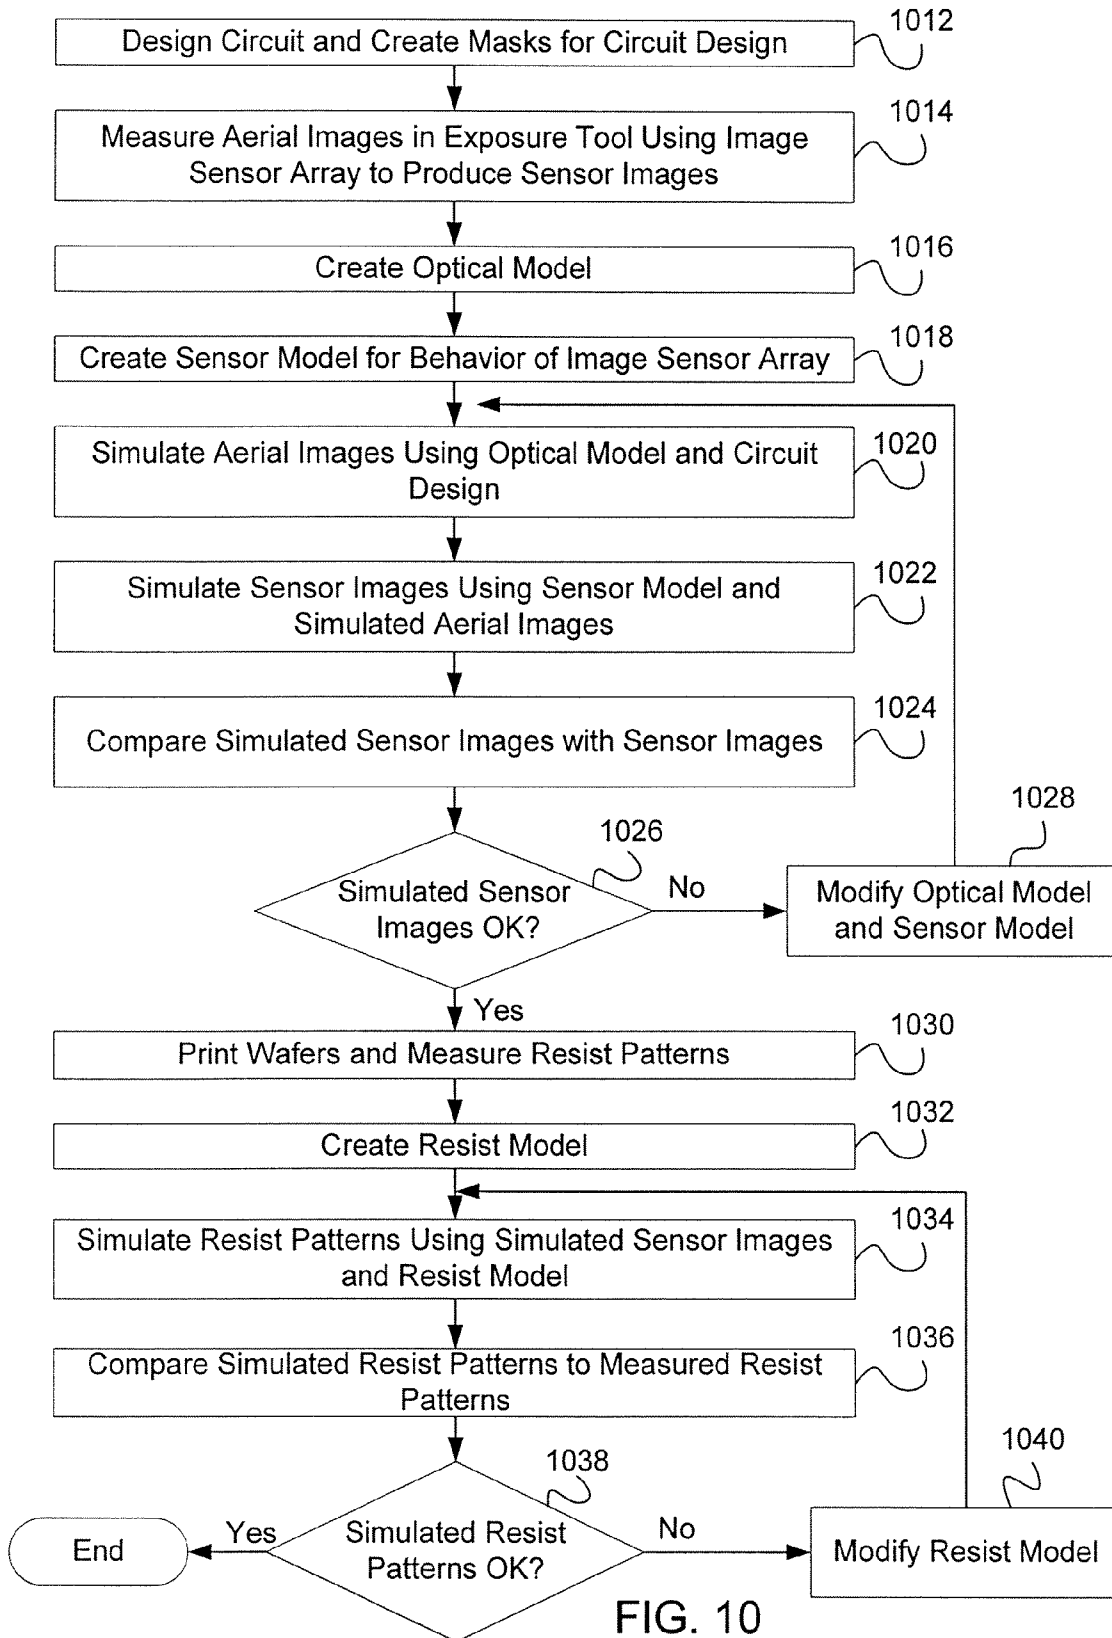 1012
Design Circuit and Create Masks for Circuit Design
1014
Measure Aerial Images in Exposure Tool Using Image
Sensor Array to Produce Sensor Images
1016
Create Optical Model
1018
Create Sensor Model for Behavior of Image Sensor Array
1020
Simulate Aerial Images Using Optical Model and Circuit
Design
1022
Simulate Sensor Images Using Sensor Model and
Simulated Aerial Images
1024
Compare Simulated Sensor Images with Sensor Images
1026
Simulated Sensor
Images OK?
No
1028
Modify Optical Model
and Sensor Model
Yes
1030
Print Wafers and Measure Resist Patterns
1032
Create Resist Model
1034
Simulate Resist Patterns Using Simulated Sensor Images
and Resist Model
1036
Compare Simulated Resist Patterns to Measured Resist
Patterns
1038
Simulated Resist
Patterns OK?
Yes
End
No
1040
Modify Resist Model
FIG. 10